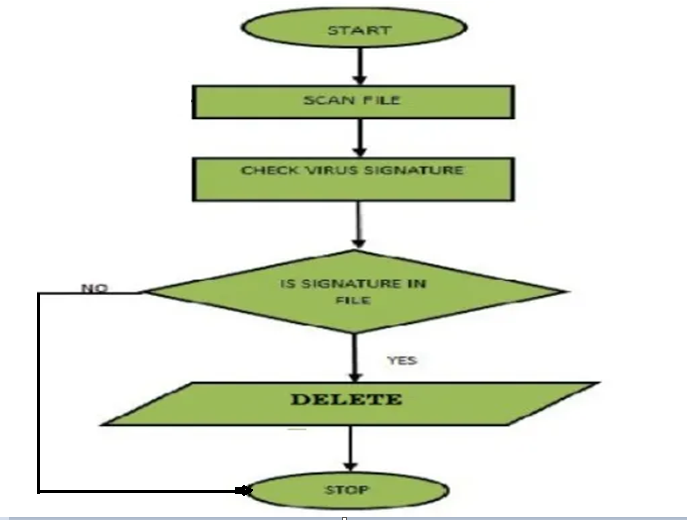 START
SCAN FILE
CHECK VIRUS SIGNATURE
IS SIGNATURE IN
FILE
NO
YES
DELETE
STOP